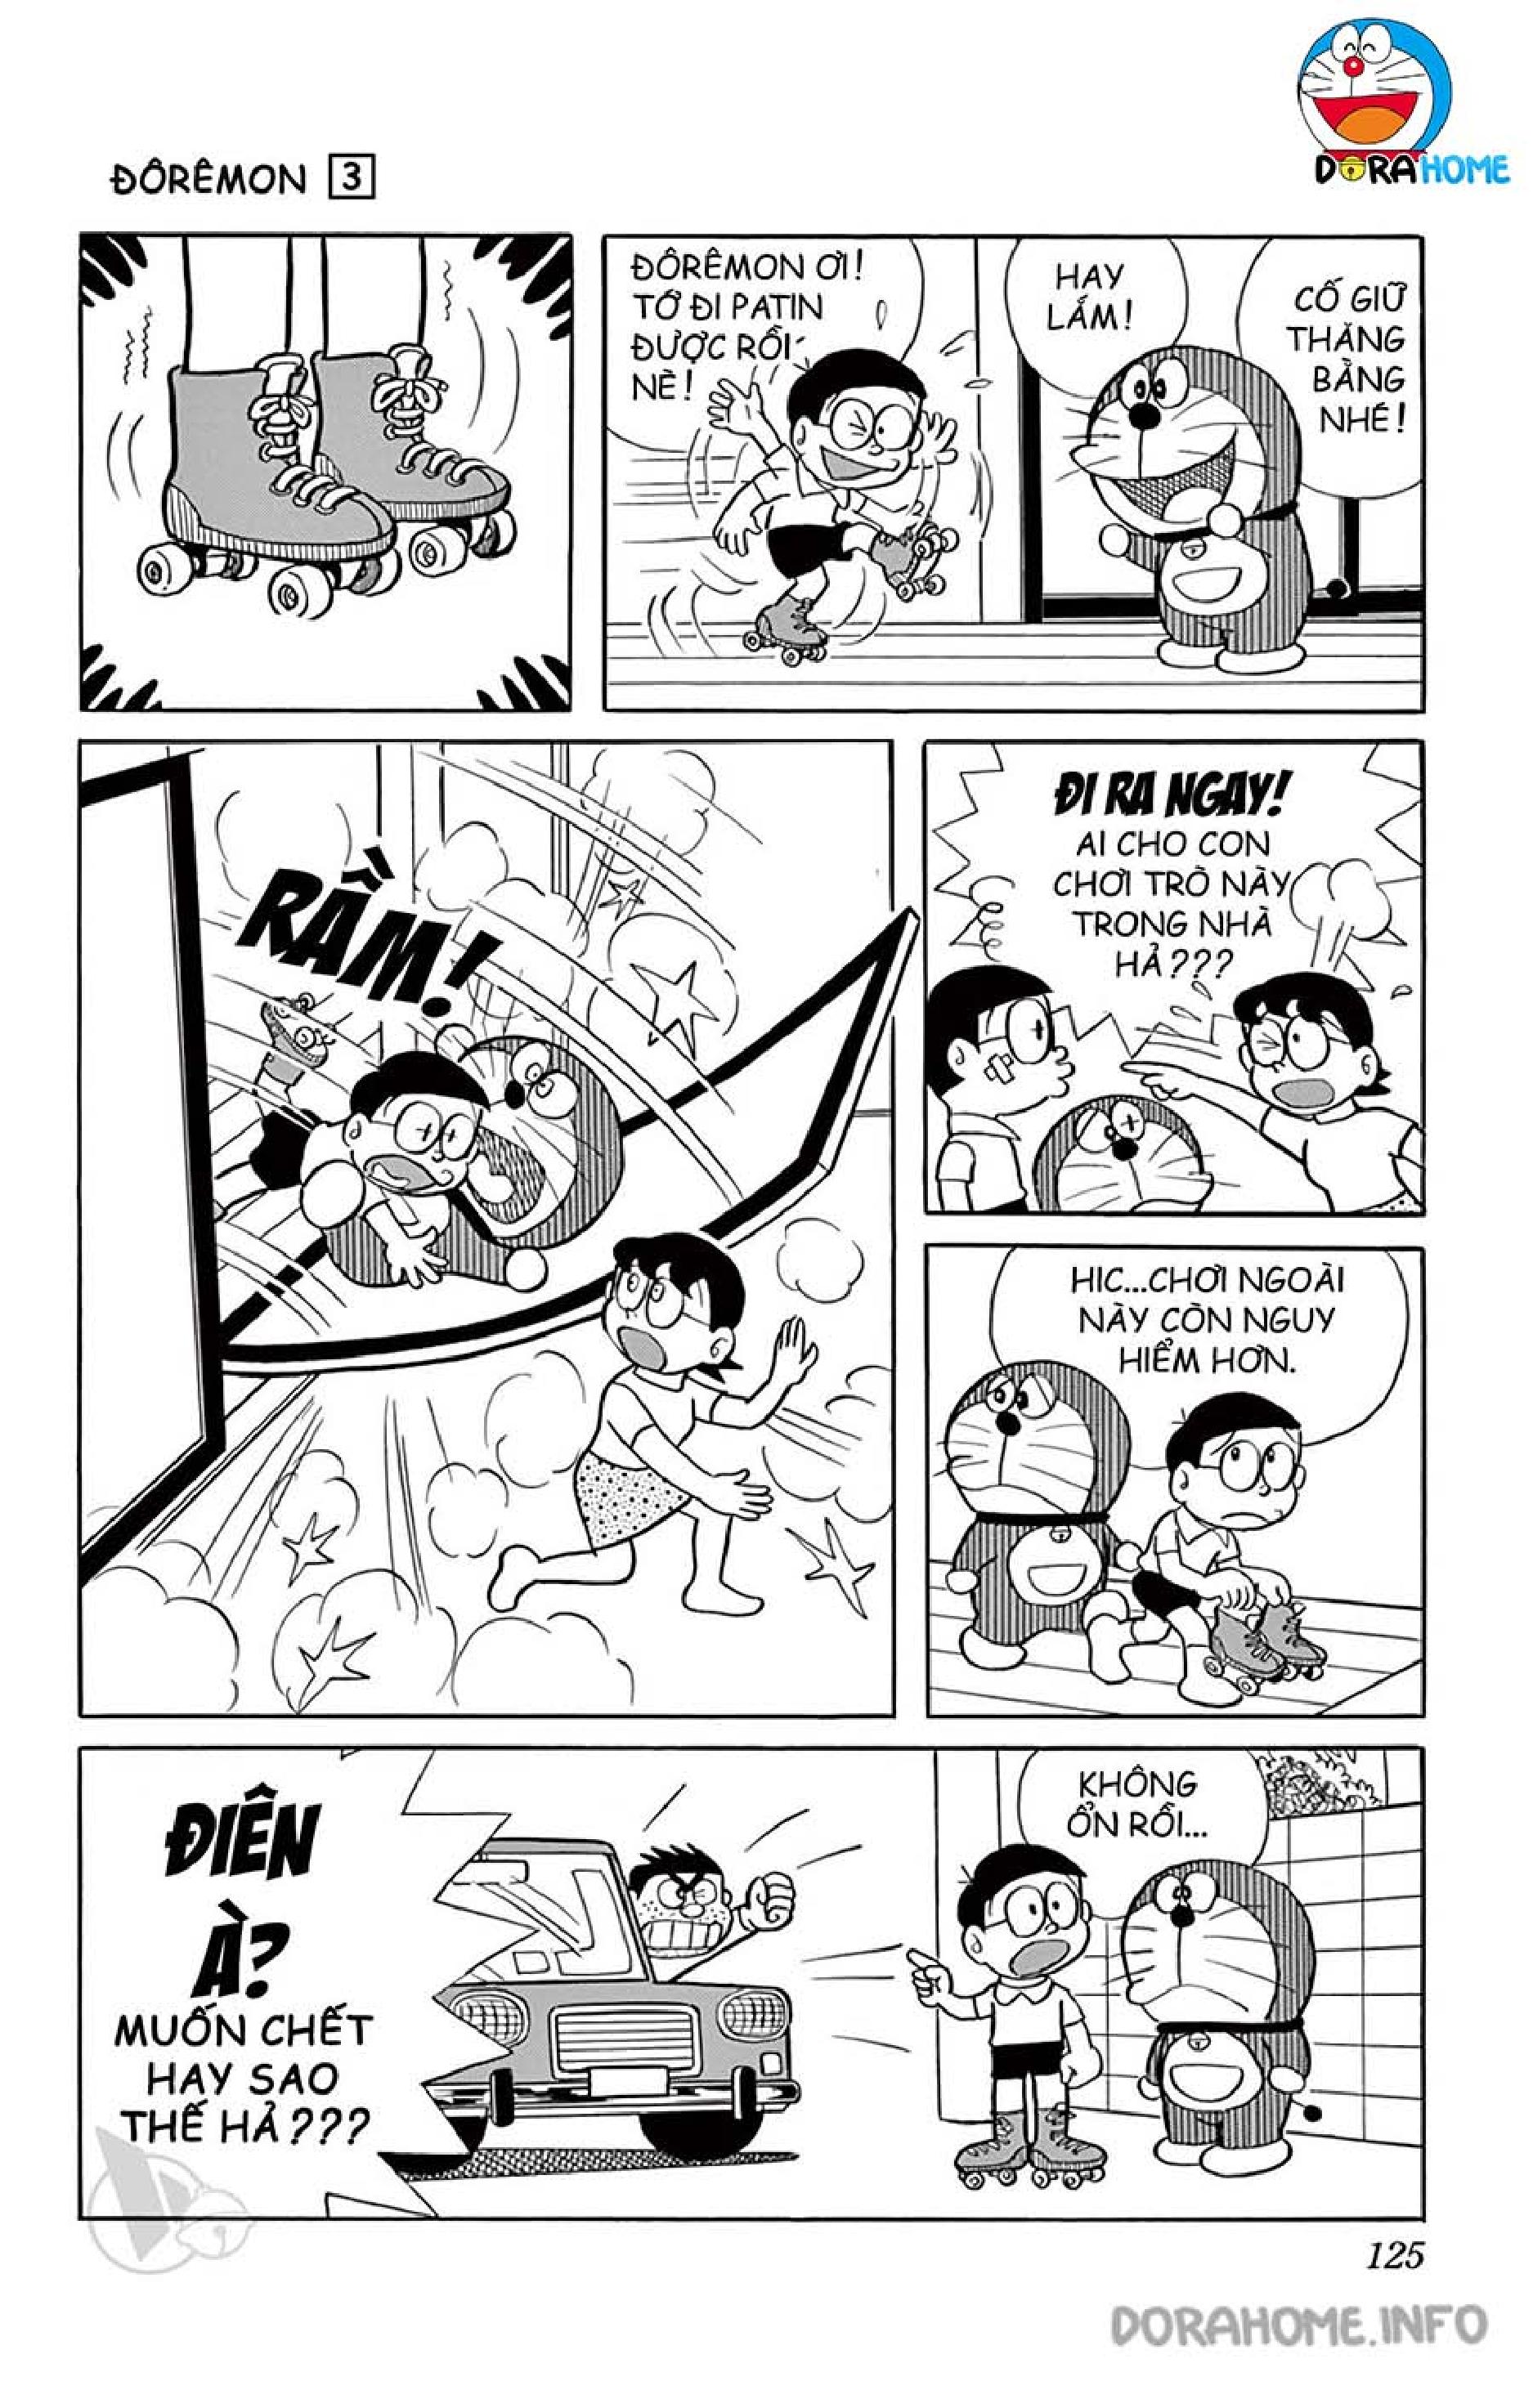 DORAHOME
ĐÔRÊMON 3
ĐÔRÊMON ƠI!
TỚ ĐI PATIN
ĐƯỢC RỒI
NÈ!
HAY
LẮM!
CỐ GIỮ
THĂNG
BẰNG
NHÉ!
RẦM!
ĐI RA NGAY!
AI CHO CON
CHƠI TRÒ NÀY
TRONG NHÀ
HẢ???
HIC...CHƠI NGOÀI
NÀY CÒN NGUY
HIỂM HƠN.
ĐIÊN
À?
MUỐN CHẾT
HAY SAO
THẾ HẢ???
KHÔNG
ỔN RỒI...
125
DORAHOME.INFO